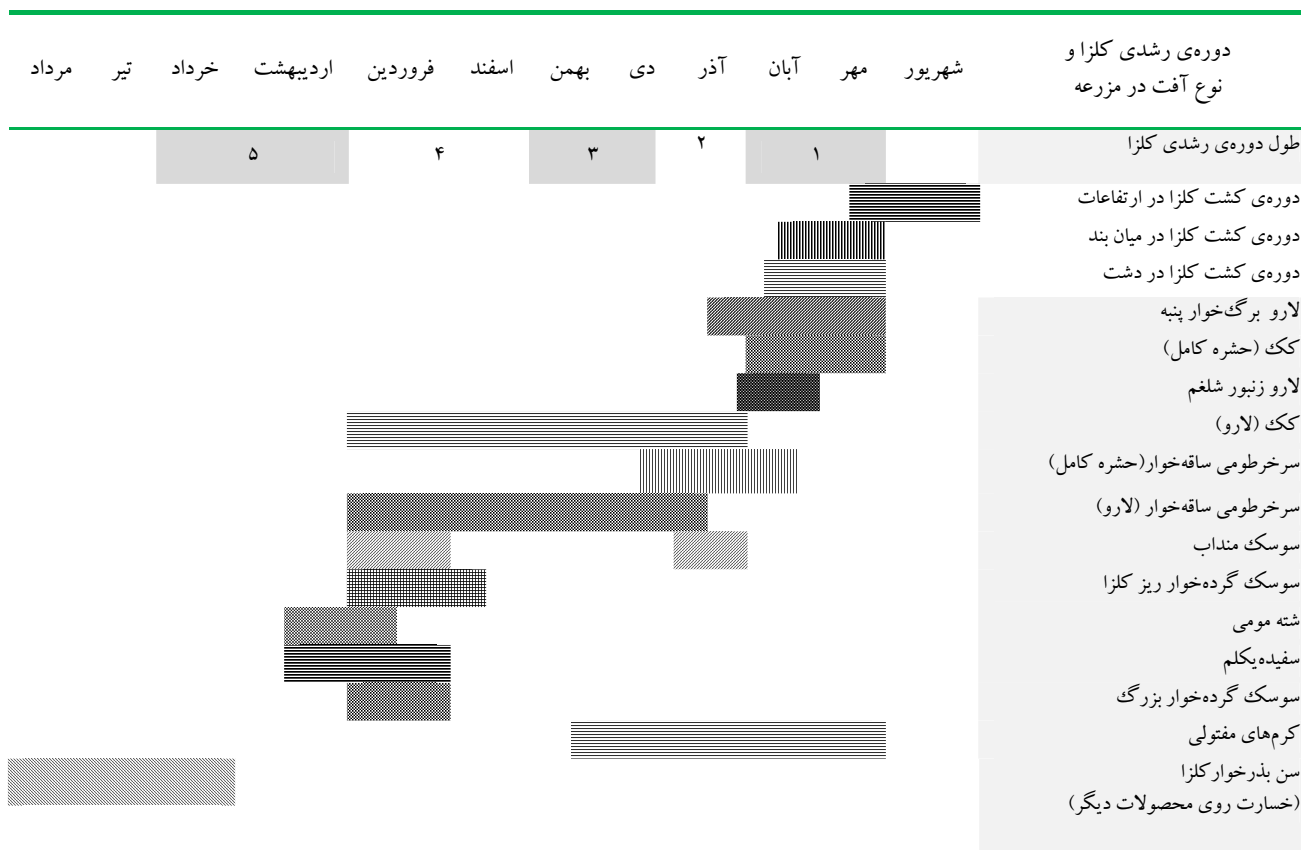 دوره‌ی رشدی کلزا و
نوع آفت در مزرعه
شهریور مهر آبان آذر دی بهمن اسفند فروردین اردیبهشت خرداد تیر مرداد
طول دوره‌ی رشدی کلزا ۱ ۲ ۳ ۴ ۵
دوره‌ی کشت کلزا در ارتفاعات
دوره‌ی کشت کلزا در میان بند
دوره‌ی کشت کلزا در دشت
لارو برگ‌خوار پنبه
کک (حشره کامل)
لارو زنبور شلغم
کک (لارو)
سرخرطومی ساقه‌خوار(حشره کامل)
سرخرطومی ساقه‌خوار (لارو)
سوسک منداب
سوسک گرده‌خوار ریز کلزا
شته مومی
سفیده‌یکلم
سوسک گرده‌خوار بزرگ
کرم‌های مفتولی
سن بذرخوارکلزا
(خسارت روی محصولات دیگر)